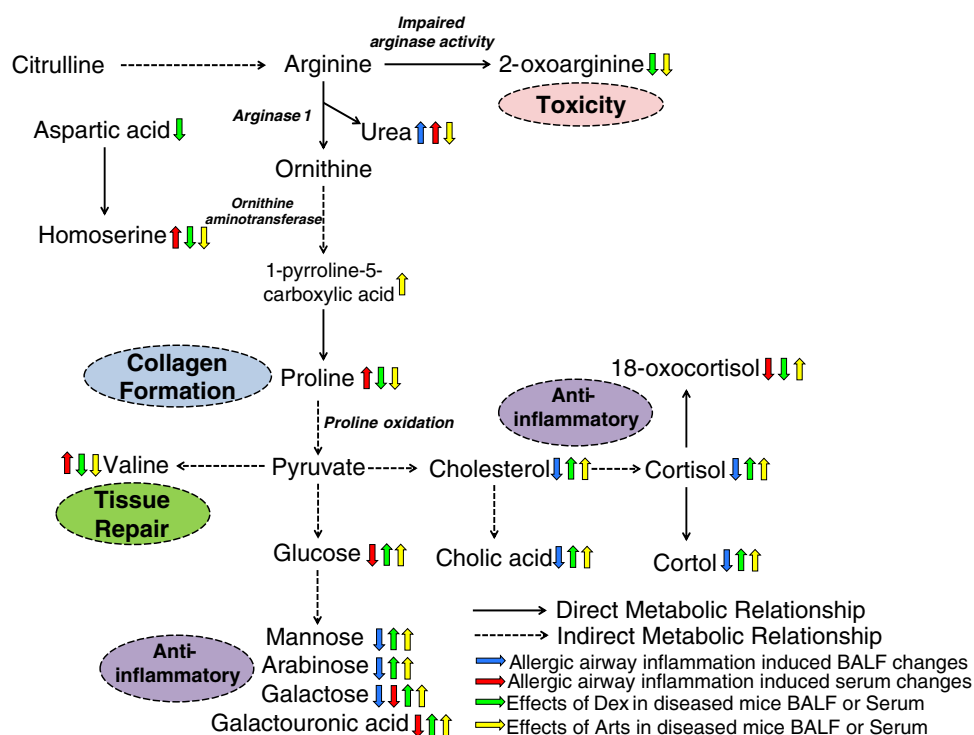 Impaired
arginase activity
Citrulline
Arginine
2-oxoarginine
Toxicity
Aspartic acid
Arginase 1
Urea
Ornithine
Homoserine
Ornithine
aminotransferase
1-pyrroline-5-
carboxylic acid
Collagen
Formation
Proline
18-oxocortisol
Anti-
inflammatory
Proline oxidation
Valine
Pyruvate
Cholesterol
Cortisol
Tissue
Repair
Glucose
Cholic acid
Cortol
Anti-
inflammatory
Mannose
Arabinose
Galactose
Galactouronic acid
Direct Metabolic Relationship
Indirect Metabolic Relationship
Allergic airway inflammation induced BALF changes
Allergic airway inflammation induced serum changes
Effects of Dex in diseased mice BALF or Serum
Effects of Arts in diseased mice BALF or Serum